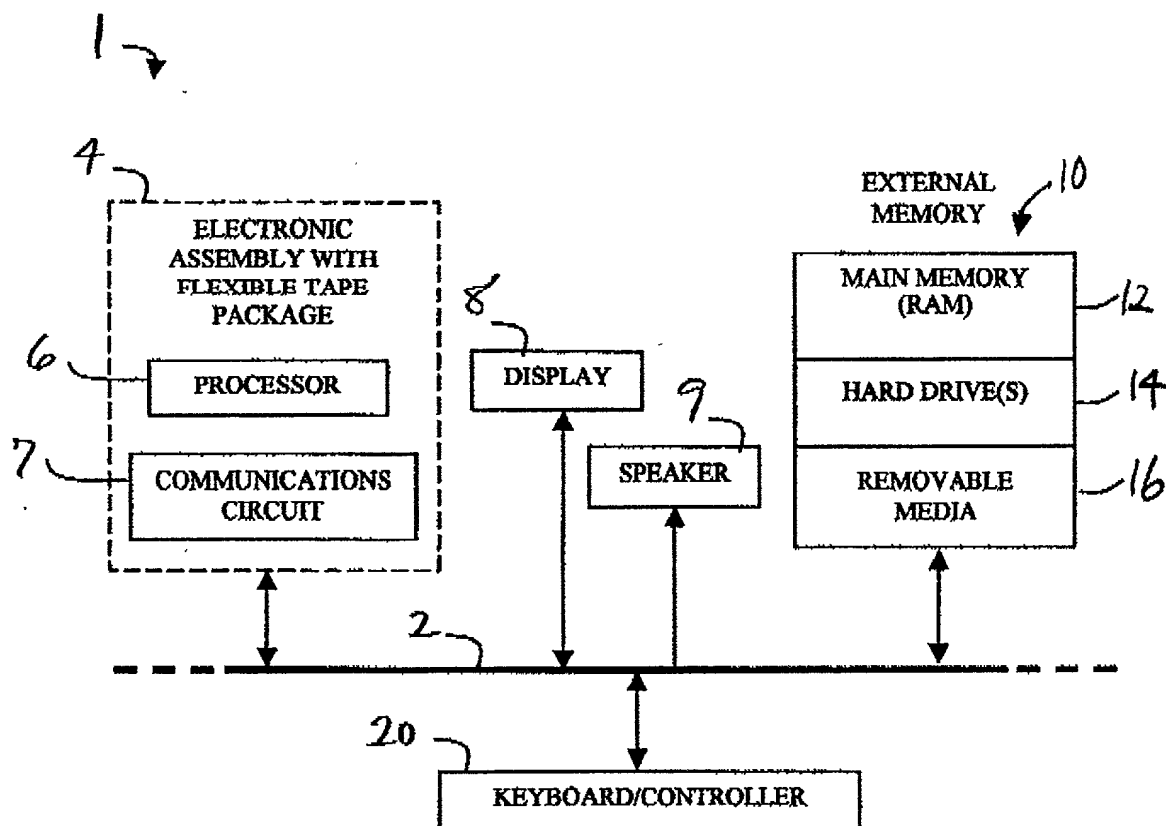 1
4
ELECTRONIC
ASSEMBLY WITH
FLEXIBLE TAPE
PACKAGE
6
PROCESSOR
7
COMMUNICATIONS
CIRCUIT
8
DISPLAY
9
SPEAKER
EXTERNAL
MEMORY
10
MAIN MEMORY
(RAM)
12
HARD DRIVE(S)
14
REMOVABLE
MEDIA
16
2
20
KEYBOARD/CONTROLLER